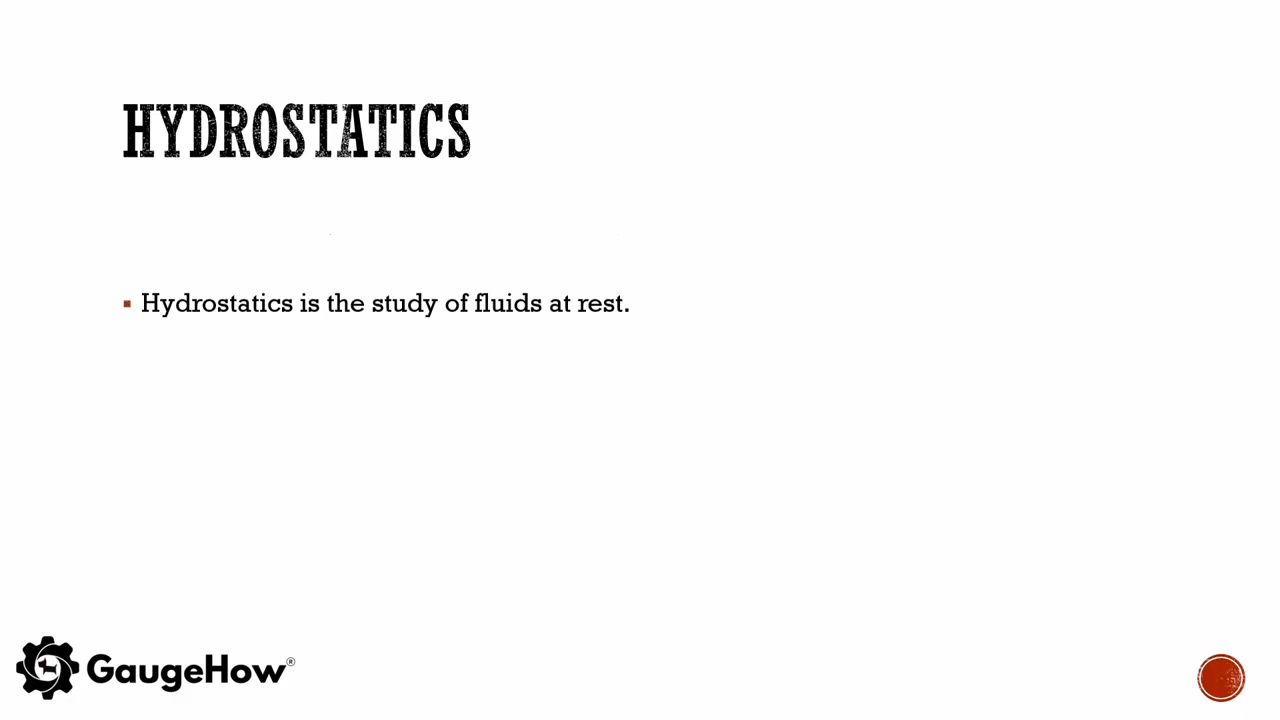 HYDROSTATICS
▪ Hydrostatics is the study of fluids at rest.
GaugeHow®